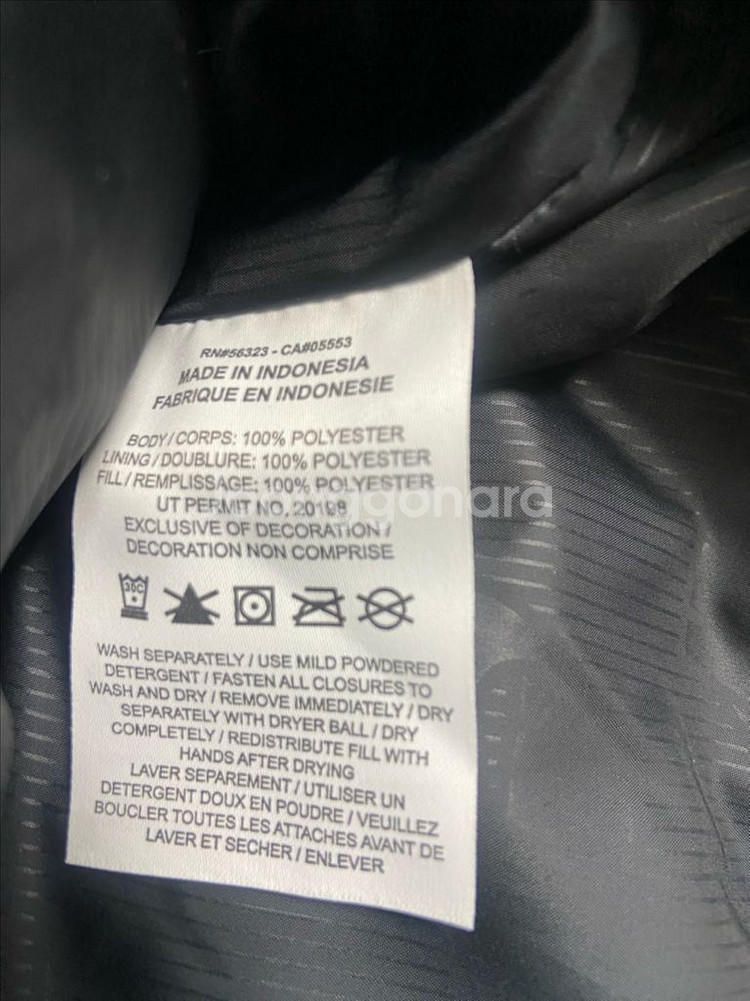 RN#56323 - CA#05553
MADE IN INDONESIA
FABRIQUE EN INDONESIE
BODY / CORPS: 100% POLYESTER
LINING / DOUBLURE: 100% POLYESTER
FILL / REMPLISSAGE: 100% POLYESTER
UT PERMIT NO. 20198
EXCLUSIVE OF DECORATION /
DECORATION NON COMPRISE
30C
WASH SEPARATELY / USE MILD POWDERED
DETERGENT / FASTEN ALL CLOSURES TO
WASH AND DRY / REMOVE IMMEDIATELY / DRY
SEPARATELY WITH DRYER BALL / DRY
COMPLETELY / REDISTRIBUTE FILL WITH
HANDS AFTER DRYING
LAVER SEPAREMENT / UTILISER UN
DETERGENT DOUX EN POUDRE / VEUILLEZ
BOUCLER TOUTES LES ATTACHES AVANT DE
LAVER ET SECHER / ENLEVER